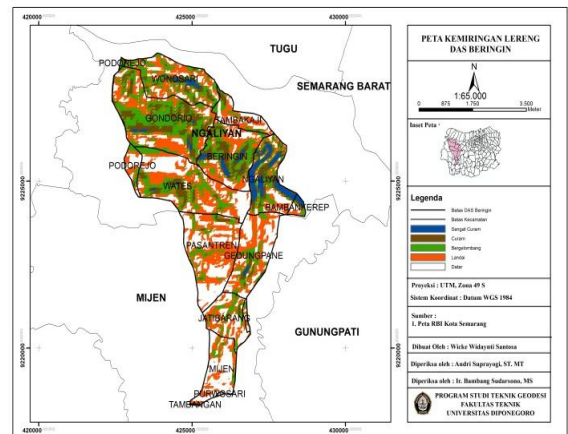 420000
425000
430000
TUGU
SEMARANG BARAT
PODOREJO
WONOSARI
GONDORIO
TAMBAKAJI
NGALIYAN
BERINGIN
NGALIYAN
PODOREJO
WATES
BAMBANKEREP
PASANTREN
GEDUNGPANE
MIJEN
JATIBARANG
GUNUNGPATI
MIJEN
PURWOSARI
TAMBANGAN
9225000
9220000
9225000
9220000
420000
425000
430000
PETA KEMIRINGAN LERENG
DAS BERINGIN
N
1:65.000
0 875 1.750 3.500
Meter
Inset Peta :
Legenda
Batas DAS Beringin
Batas Kecamatan
Sangat Curam
Curam
Bergelombang
Landai
Datar
Proyeksi : UTM, Zona 49 S
Sistem Koordinat : Datum WGS 1984
Sumber :
1. Peta RBI Kota Semarang
Dibuat Oleh : Wicke Widayanti Santosa
Diperiksa oleh : Andri Suprayogi, ST. MT
Diperiksa oleh : Ir. Bambang Sudarsono, MS
PROGRAM STUDI TEKNIK GEODESI
FAKULTAS TEKNIK
UNIVERSITAS DIPONEGORO